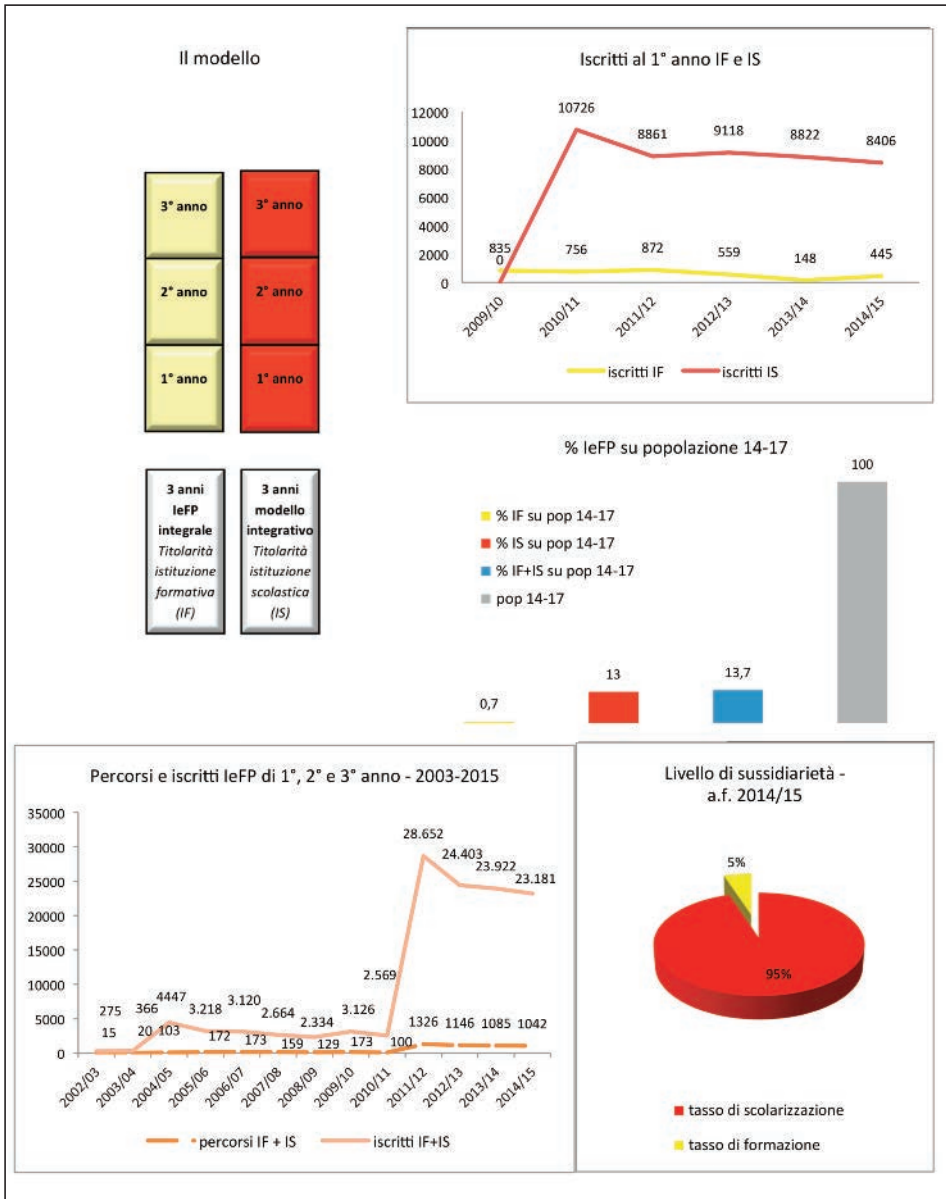 Il modello
3° anno
3° anno
2° anno
2° anno
1° anno
1° anno
3 anni
IeFP
integrale
Titolarità
istituzione
formativa
(IF)
3 anni
modello
integrativo
Titolarità
istituzione
scolastica
(IS)
Iscritti al 1° anno IF e IS
12000
10000
8000
6000
4000
2000
0
10726
8861
9118
8822
8406
835
0
756
872
559
148
445
2009/10
2010/11
2011/12
2012/13
2013/14
2014/15
iscritti IF
iscritti IS
% IeFP su popolazione 14-17
% IF su pop 14-17
% IS su pop 14-17
% IF+IS su pop 14-17
pop 14-17
0,7
13
13,7
100
Percorsi e iscritti IeFP di 1°, 2° e 3° anno - 2003-2015
35000
30000
25000
20000
15000
10000
5000
0
275
366
4447
3.218
3.120
2.664
2.334
3.126
2.569
28.652
24.403
23.922
23.181
15
20
103
172
173
159
129
173
100
1326
1146
1085
1042
2002/03
2003/04
2004/05
2005/06
2006/07
2007/08
2008/09
2009/10
2010/11
2011/12
2012/13
2013/14
2014/15
percorsi IF + IS
iscritti IF+IS
Livello di sussidiarietà -
a.f. 2014/15
5%
95%
tasso di scolarizzazione
tasso di formazione